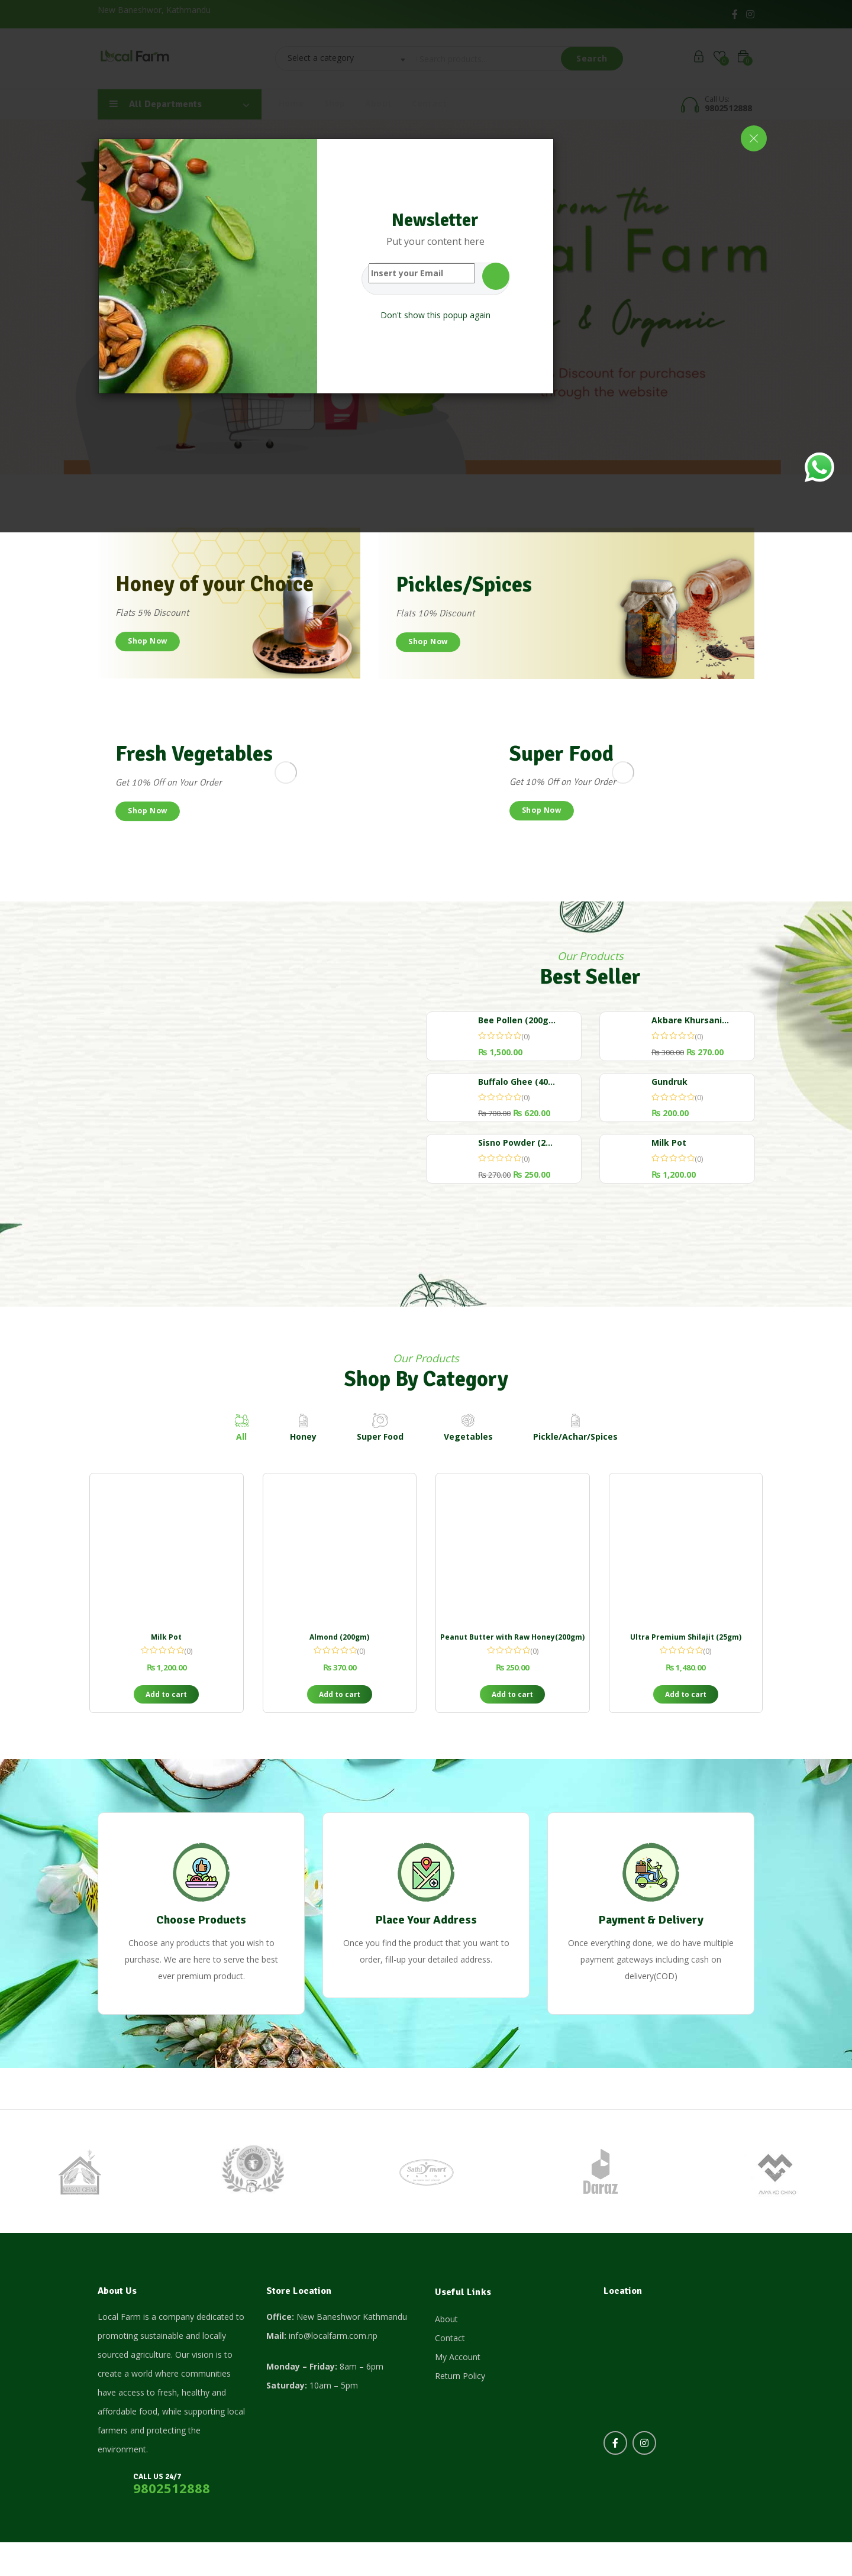 New Baneshwor, Kathmandu
Local Farm
Select a category
Search products...
Search
All Departments
Call Us:
9802512888
from the
cal Farm
& Organic
Discount for purchases
through the website
Newsletter
Put your content here
Insert your Email
Don't show this popup again
Honey of your Choice
Flats 5% Discount
Shop Now
Pickles/Spices
Flats 10% Discount
Shop Now
Fresh Vegetables
Get 10% Off on Your Order
Shop Now
Super Food
Get 10% Off on Your Order
Shop Now
Our Products
Best Seller
Bee Pollen (200g...
(0)
₨ 1,500.00
Akbare Khursani...
(0)
₨ 300.00 ₨ 270.00
Buffalo Ghee (40...
(0)
₨ 700.00 ₨ 620.00
Gundruk
(0)
₨ 200.00
Sisno Powder (2...
(0)
₨ 270.00 ₨ 250.00
Milk Pot
(0)
₨ 1,200.00
Our Products
Shop By Category
All
Honey
Super Food
Vegetables
Pickle/Achar/Spices
Milk Pot
(0)
₨ 1,200.00
Add to cart
Almond (200gm)
(0)
₨ 370.00
Add to cart
Peanut Butter with Raw Honey(200gm)
(0)
₨ 250.00
Add to cart
Ultra Premium Shilajit (25gm)
(0)
₨ 1,480.00
Add to cart
Choose Products
Choose any products that you wish to
purchase. We are here to serve the best
ever premium product.
Place Your Address
Once you find the product that you want to
order, fill-up your detailed address.
Payment & Delivery
Once everything done, we do have multiple
payment gateways including cash on
delivery(COD)
Daraz
About Us
Local Farm is a company dedicated to
promoting sustainable and locally
sourced agriculture. Our vision is to
create a world where communities
have access to fresh, healthy and
affordable food, while supporting local
farmers and protecting the
environment.
CALL US 24/7
9802512888
Store Location
Office: New Baneshwor Kathmandu
Mail: info@localfarm.com.np
Monday – Friday: 8am – 6pm
Saturday: 10am – 5pm
Useful Links
About
Contact
My Account
Return Policy
Location